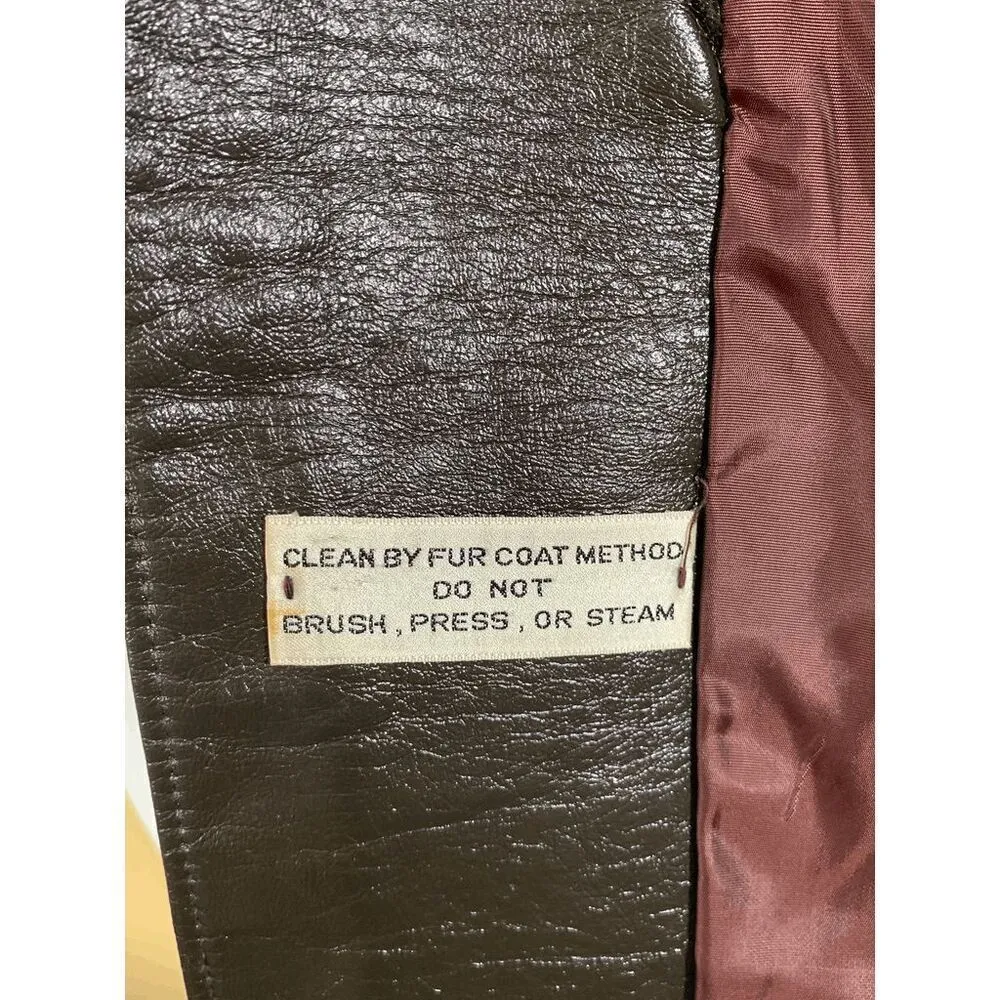 CLEAN BY FUR COAT METHOD
DO NOT
BRUSH , PRESS , OR STEAM